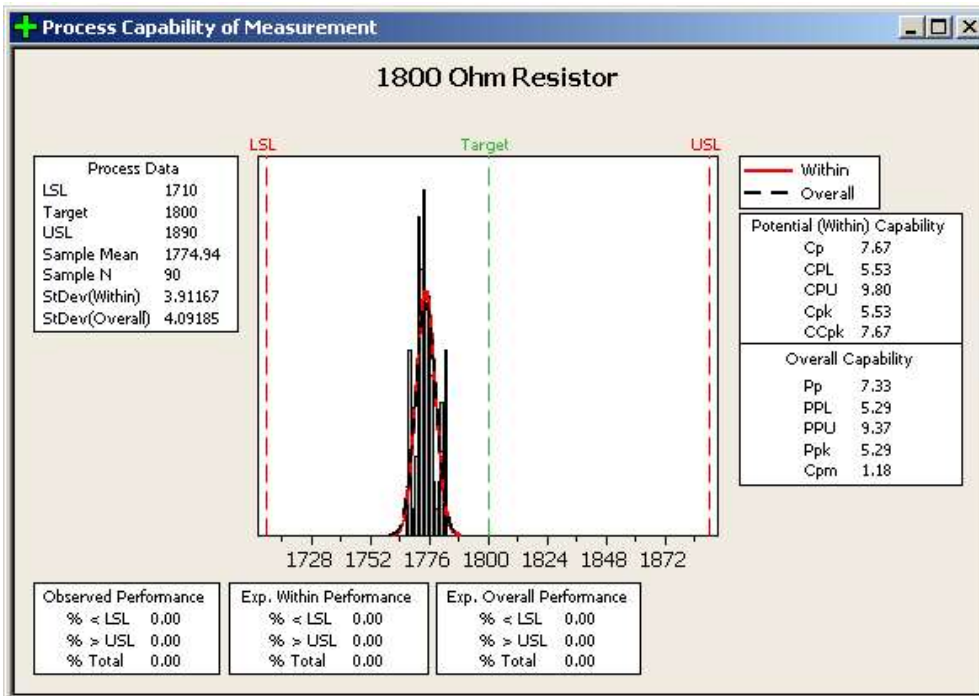 Process Capability of Measurement
1800 Ohm Resistor
LSL
Target
USL
Process Data
LSL 1710
Target 1800
USL 1890
Sample Mean 1774.94
Sample N 90
StDev(Within) 3.91167
StDev(Overall) 4.09185
Within
Overall
Potential (Within) Capability
Cp 7.67
CPL 5.53
CPU 9.80
Cpk 5.53
CCpk 7.67
Overall Capability
Pp 7.33
PPL 5.29
PPU 9.37
Ppk 5.29
Cpm 1.18
1728 1752 1776 1800 1824 1848 1872
Observed Performance
% < LSL 0.00
% > USL 0.00
% Total 0.00
Exp. Within Performance
% < LSL 0.00
% > USL 0.00
% Total 0.00
Exp. Overall Performance
% < LSL 0.00
% > USL 0.00
% Total 0.00